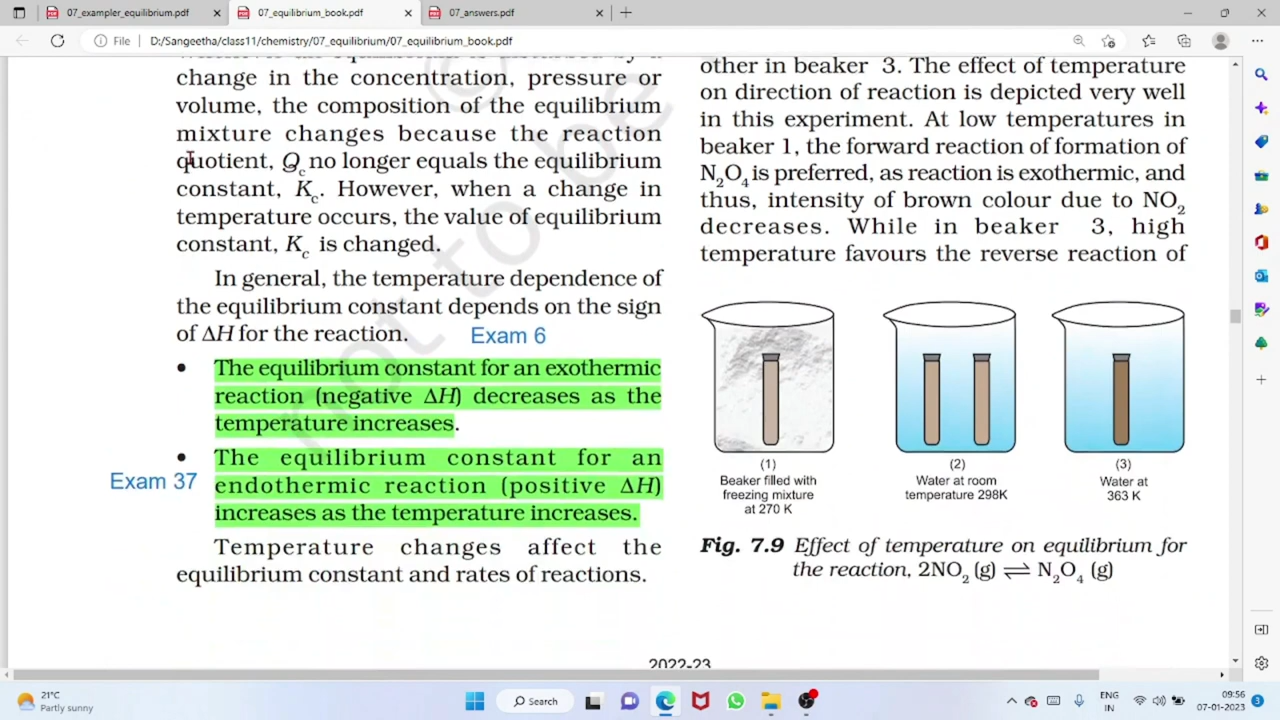 07_exampler_equilibrium.pdf
07_equilibrium_book.pdf
07_answers.pdf
File
D:/Sangeetha/class11/chemistry/07_equilibrium/07_equilibrium_book.pdf
change in the concentration, pressure or
volume, the composition of the equilibrium
mixture changes because the reaction
quotient, Qc no longer equals the equilibrium
constant, Kc. However, when a change in
temperature occurs, the value of equilibrium
constant, Kc is changed.
In general, the temperature dependence of
the equilibrium constant depends on the sign
of ΔH for the reaction.
Exam 6
• The equilibrium constant for an exothermic
reaction (negative ΔH) decreases as the
temperature increases.
• The equilibrium constant for an
Exam 37
endothermic reaction (positive ΔH)
increases as the temperature increases.
Temperature changes affect the
equilibrium constant and rates of reactions.
other in beaker 3. The effect of temperature
on direction of reaction is depicted very well
in this experiment. At low temperatures in
beaker 1, the forward reaction of formation of
N₂O₄ is preferred, as reaction is exothermic, and
thus, intensity of brown colour due to NO₂
decreases. While in beaker 3, high
temperature favours the reverse reaction of
(1)
Beaker filled with
freezing mixture
at 270 K
(2)
Water at room
temperature 298K
(3)
Water at
363 K
Fig. 7.9 Effect of temperature on equilibrium for
the reaction, 2NO₂ (g) ⇌ N₂O₄ (g)
not to be
©
2022-23
21°C
Partly sunny
Search
ENG
IN
09:56
07-01-2023
3